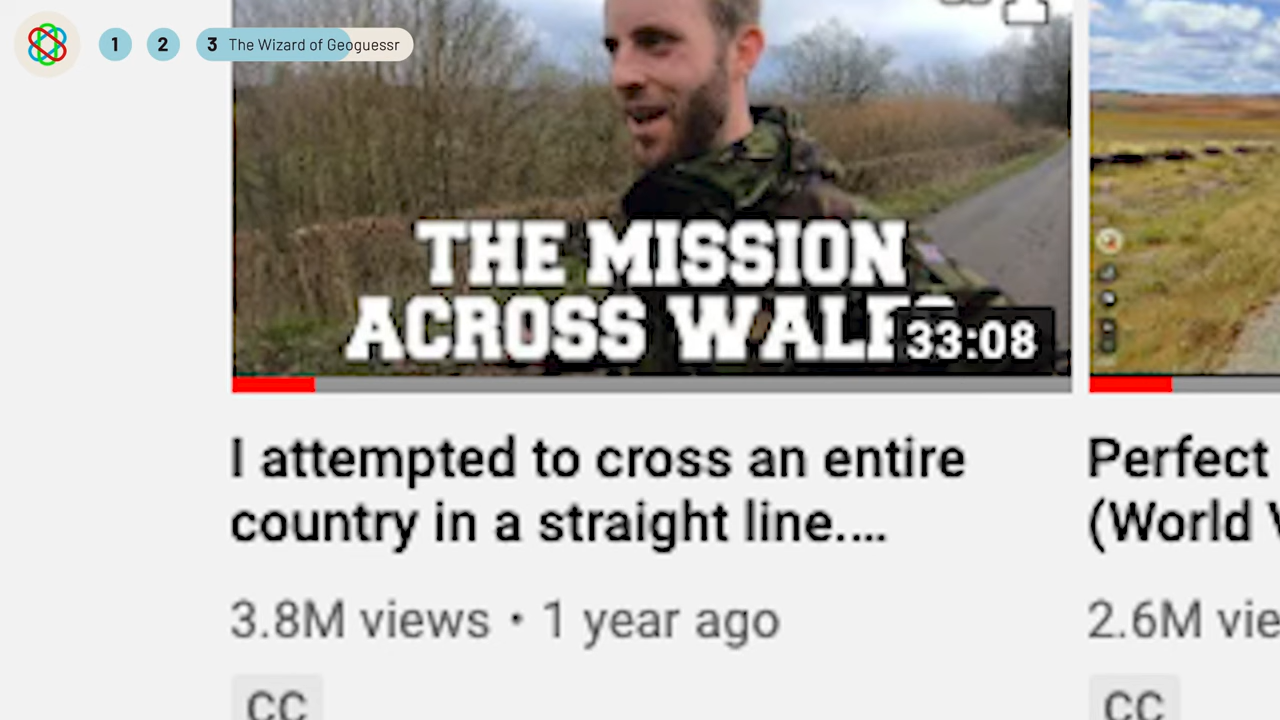 1 2 3 The Wizard of Geoguessr
THE MISSION
ACROSS WALES
33:08
I attempted to cross an entire
country in a straight line....
3.8M views • 1 year ago
CC
Perfect
(World
2.6M vie
CC